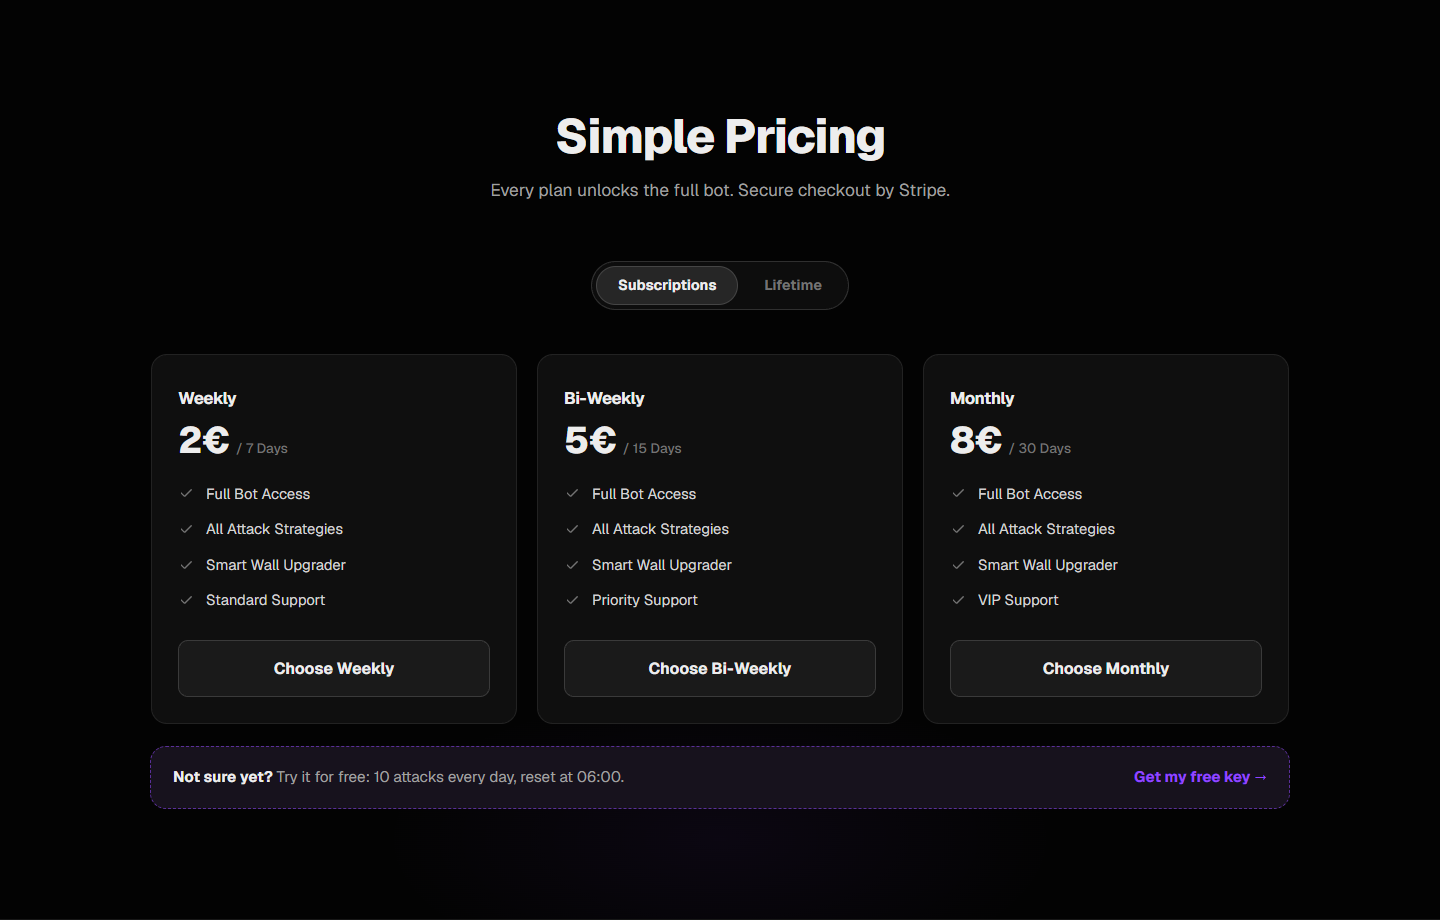 Simple Pricing
Every plan unlocks the full bot. Secure checkout by Stripe.
Subscriptions
Lifetime
Weekly
2€ / 7 Days
Full Bot Access
All Attack Strategies
Smart Wall Upgrader
Standard Support
Choose Weekly
Bi-Weekly
5€ / 15 Days
Full Bot Access
All Attack Strategies
Smart Wall Upgrader
Priority Support
Choose Bi-Weekly
Monthly
8€ / 30 Days
Full Bot Access
All Attack Strategies
Smart Wall Upgrader
VIP Support
Choose Monthly
Not sure yet? Try it for free: 10 attacks every day, reset at 06:00.
Get my free key →